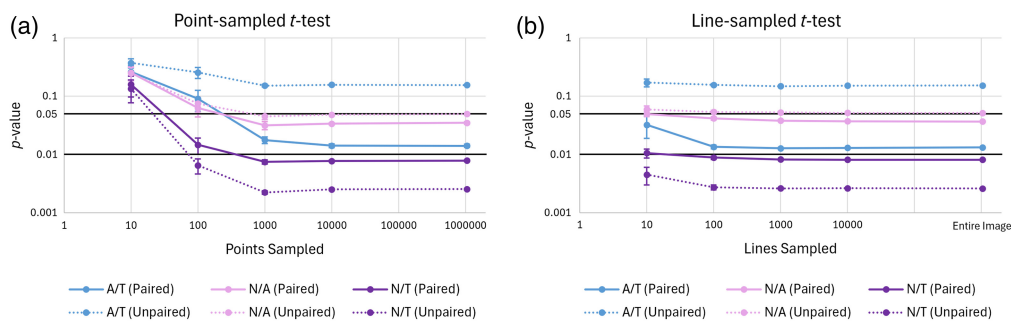 (a)
Point-sampled t-test
1
0.1
0.05
0.01
0.001
p-value
1 10 100 1000 10000 100000 1000000
Points Sampled
A/T (Paired) N/A (Paired) N/T (Paired)
A/T (Unpaired) N/A (Unpaired) N/T (Unpaired)
(b)
Line-sampled t-test
1
0.1
0.05
0.01
0.001
p-value
1 10 100 1000 10000 Entire Image
Lines Sampled
A/T (Paired) N/A (Paired) N/T (Paired)
A/T (Unpaired) N/A (Unpaired) N/T (Unpaired)